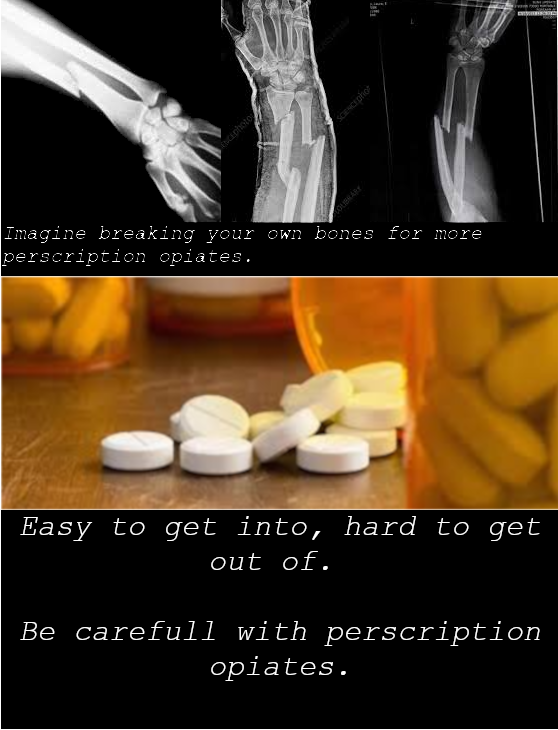 Imagine breaking your own bones for more
perscription opiates.
Easy to get into, hard to get
out of.
Be carefull with perscription
opiates.